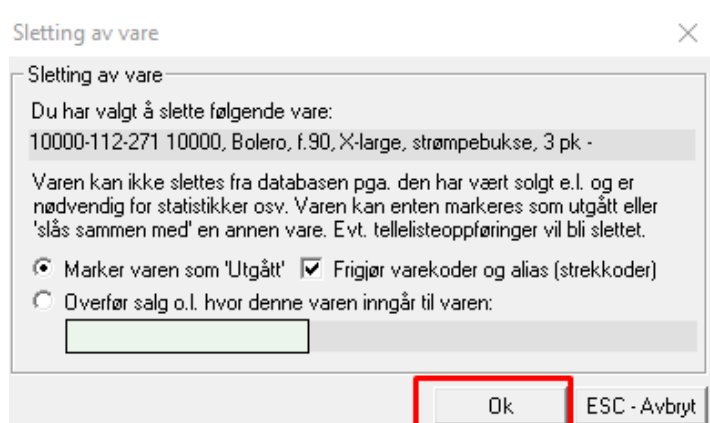 Sletting av vare
Sletting av vare
Du har valgt å slette følgende vare:
10000-112-271 10000, Bolero, f.90, X-large, strømpebukse, 3 pk -
Varen kan ikke slettes fra databasen pga. den har vært solgt e.l. og er
nødvendig for statistikker osv. Varen kan enten markeres som utgått eller
'slås sammen med' en annen vare. Evt. tellelisteoppføringer vil bli slettet.
Marker varen som 'Utgått' Frigjør varekoder og alias (strekkoder)
Overfør salg o.l. hvor denne varen inngår til varen:
Ok ESC - Avbryt